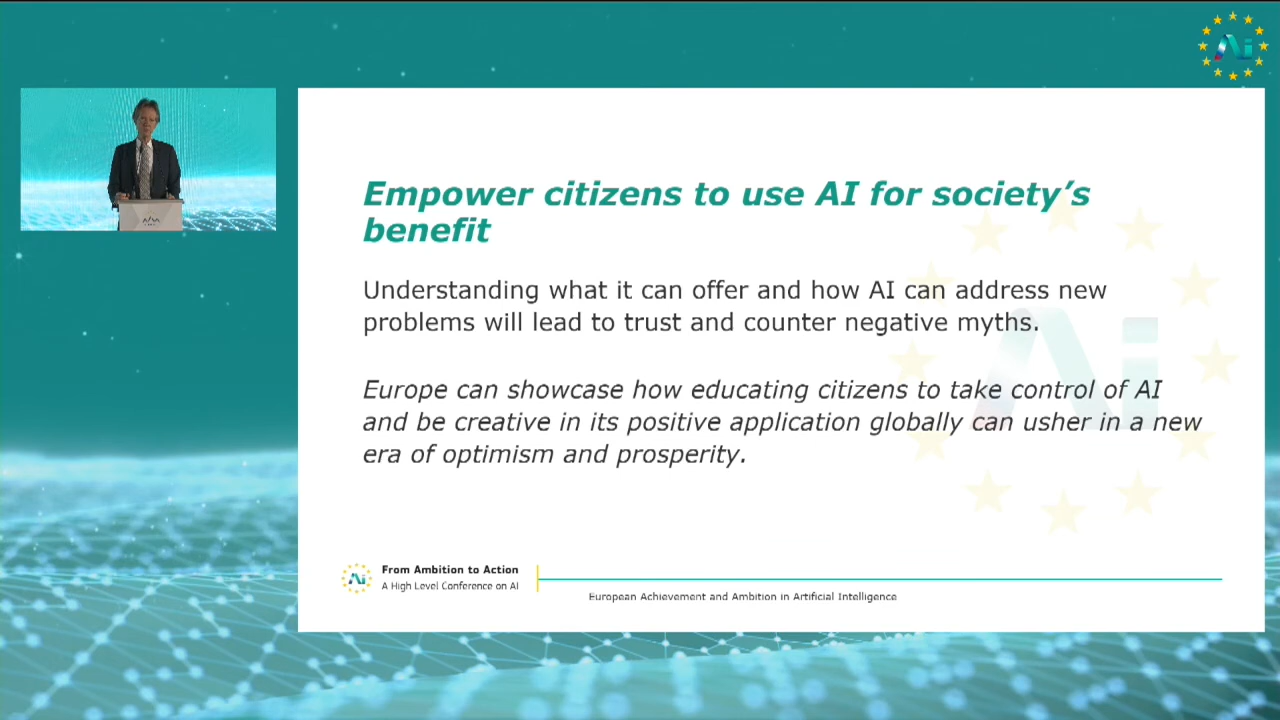 Ai
Empower citizens to use AI for society’s
benefit
Understanding what it can offer and how AI can address new
problems will lead to trust and counter negative myths.
Europe can showcase how educating citizens to take control of AI
and be creative in its positive application globally can usher in a new
era of optimism and prosperity.
Ai
Ai
From Ambition to Action
A High Level Conference on AI
European Achievement and Ambition in Artificial Intelligence